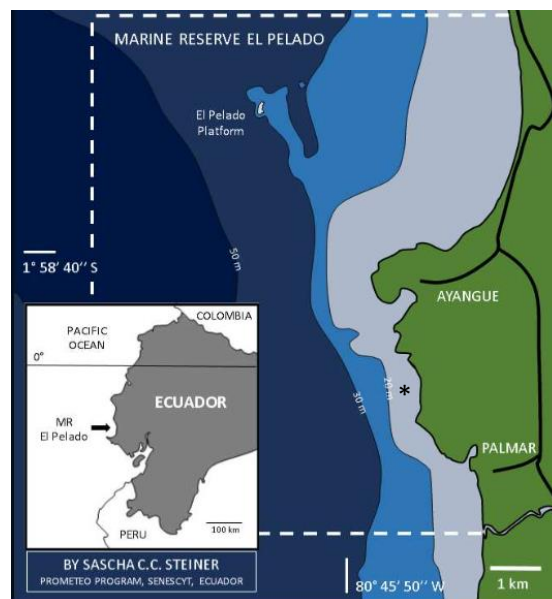 MARINE RESERVE EL PELADO
El Pelado
Platform
50 m
1° 58’ 40’’ S
AYANGUE
20 m
*
30 m
PALMAR
COLOMBIA
PACIFIC
OCEAN
0°
ECUADOR
MR
El Pelado
PERU
100 km
BY SASCHA C.C. STEINER
PROMETEO PROGRAM, SENESCYT, ECUADOR
80° 45’ 50’’ W
1 km